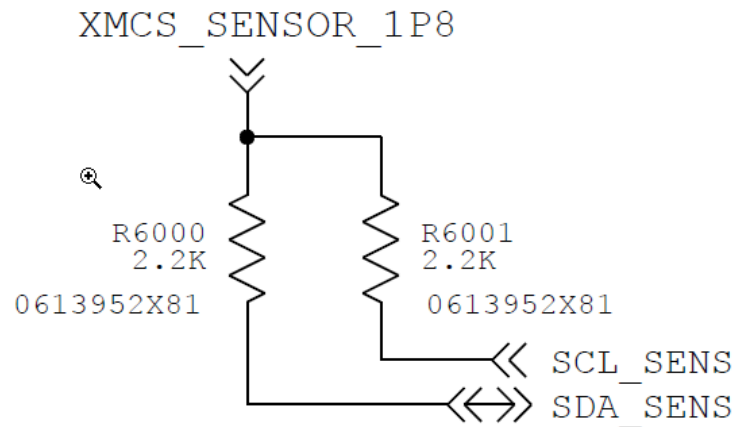 XMCS_SENSOR_1P8
R6000
2.2K
0613952X81
R6001
2.2K
0613952X81
SCL_SENS
SDA_SENS